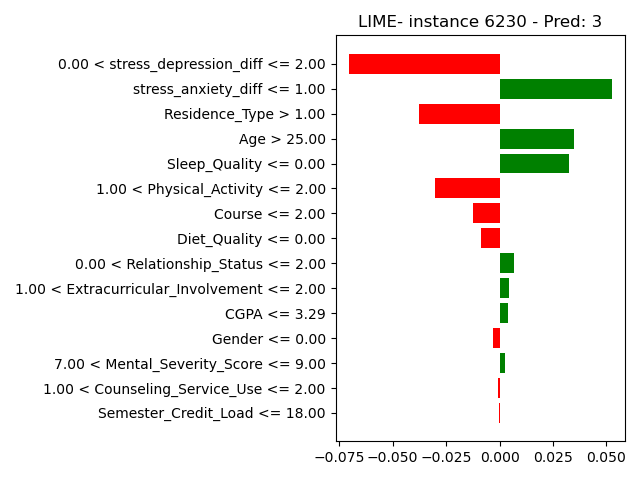 LIME- instance 6230 - Pred: 3
0.00 < stress_depression_diff <= 2.00
stress_anxiety_diff <= 1.00
Residence_Type > 1.00
Age > 25.00
Sleep_Quality <= 0.00
1.00 < Physical_Activity <= 2.00
Course <= 2.00
Diet_Quality <= 0.00
0.00 < Relationship_Status <= 2.00
1.00 < Extracurricular_Involvement <= 2.00
CGPA <= 3.29
Gender <= 0.00
7.00 < Mental_Severity_Score <= 9.00
1.00 < Counseling_Service_Use <= 2.00
Semester_Credit_Load <= 18.00
−0.075 −0.050 −0.025 0.000 0.025 0.050